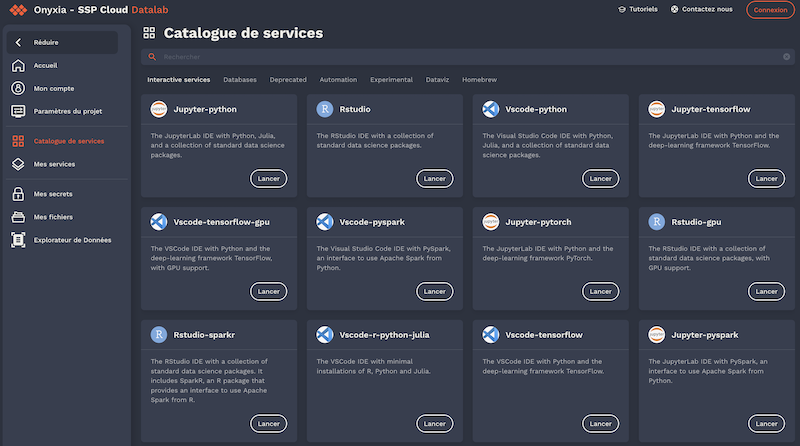 Onyxia - SSP Cloud Datalab
Tutoriels
Contactez nous
Connexion
Réduire
Accueil
Mon compte
Paramètres du projet
Catalogue de services
Mes services
Mes secrets
Mes fichiers
Explorateur de Données
Catalogue de services
Rechercher
Interactive services
Databases
Deprecated
Automation
Experimental
Dataviz
Homebrew
Jupyter-python
The JupyterLab IDE with Python, Julia,
and a collection of standard data science
packages.
Lancer
Rstudio
The RStudio IDE with a collection of
standard data science packages.
Lancer
Vscode-python
The Visual Studio Code IDE with Python,
Julia, and a collection of standard data
science packages.
Lancer
Jupyter-tensorflow
The JupyterLab IDE with Python and the
deep-learning framework TensorFlow.
Lancer
Vscode-tensorflow-gpu
The VSCode IDE with Python and the
deep-learning framework TensorFlow,
with GPU support.
Lancer
Vscode-pyspark
The Visual Studio Code IDE with PySpark,
an interface to use Apache Spark from
Python.
Lancer
Jupyter-pytorch
The JupyterLab IDE with Python and the
deep-learning framework PyTorch.
Lancer
Rstudio-gpu
The RStudio IDE with a collection of
standard data science packages, with
GPU support.
Lancer
Rstudio-sparkr
The RStudio IDE with a collection of
standard data science packages. It
includes SparkR, an R package that
provides an interface to use Apache
Spark from R.
Lancer
Vscode-r-python-julia
The VSCode IDE with minimal
installations of R, Python and Julia.
Lancer
Vscode-tensorflow
The VSCode IDE with Python and the
deep-learning framework TensorFlow.
Lancer
Jupyter-pyspark
The JupyterLab IDE with PySpark, an
interface to use Apache Spark from
Python.
Lancer